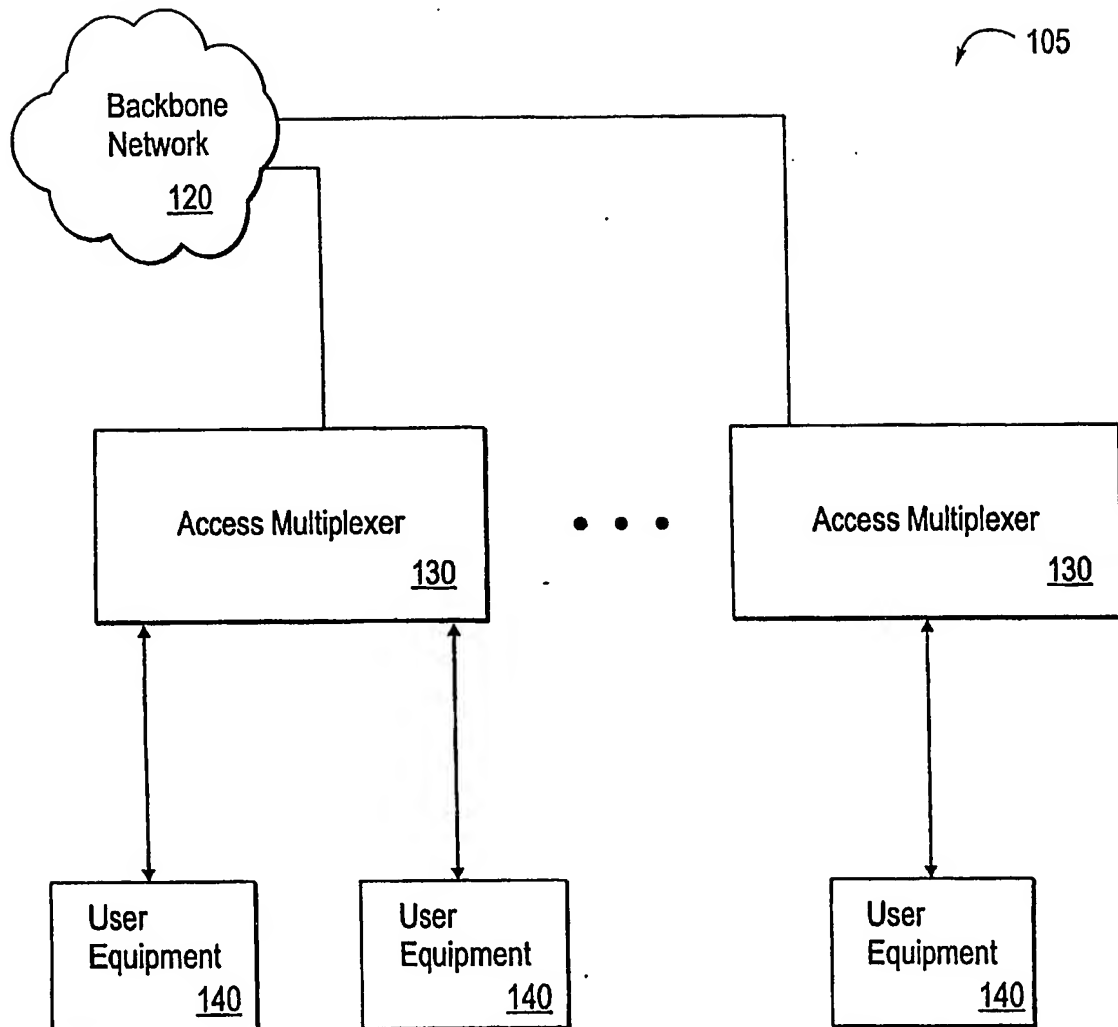 105
Backbone
Network
120
Access Multiplexer
130
• • •
Access Multiplexer
130
User
Equipment
140
User
Equipment
140
User
Equipment
140